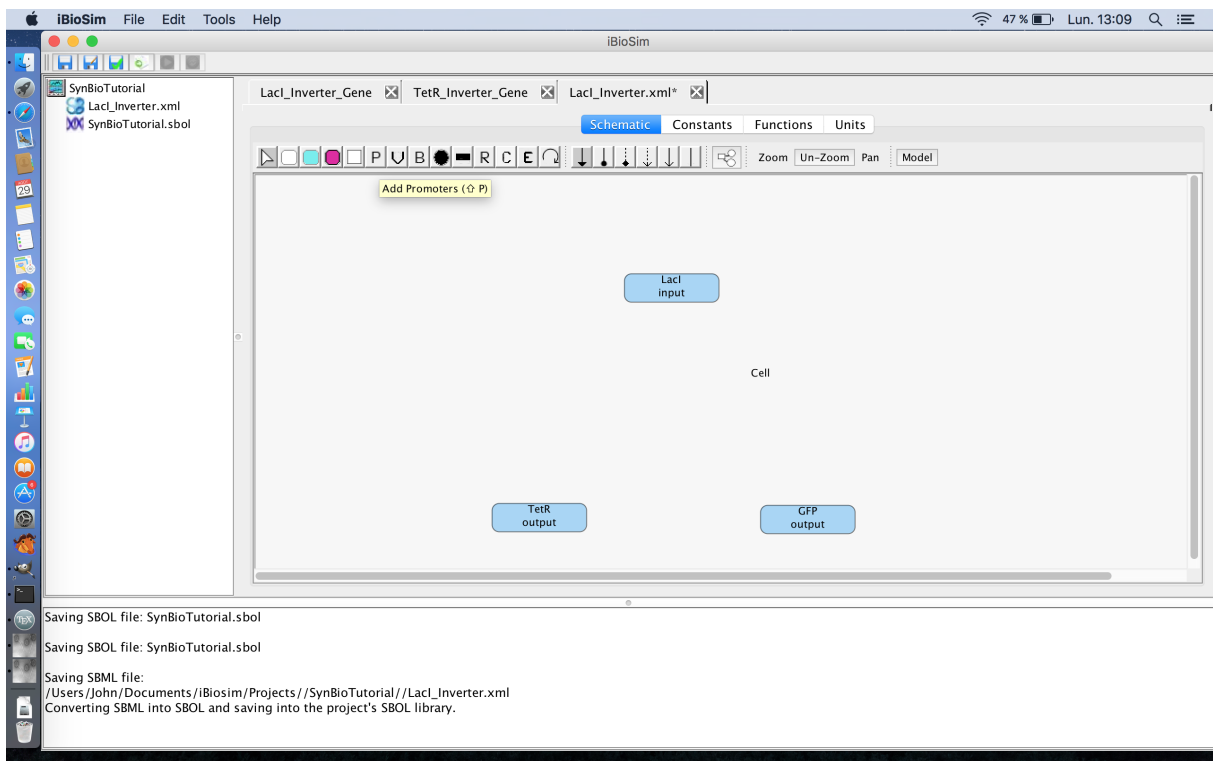 iBioSim File Edit Tools Help 47 % Lun. 13:09
iBioSim
SynBioTutorial
LacI_Inverter.xml
SynBioTutorial.sbol
LacI_Inverter_Gene TetR_Inverter_Gene LacI_Inverter.xml*
Schematic Constants Functions Units
P B R C E Zoom Un-Zoom Pan Model
Add Promoters (⇧ P)
LacI
input
Cell
TetR
output
GFP
output
29
TEX
Saving SBOL file: SynBioTutorial.sbol
Saving SBOL file: SynBioTutorial.sbol
Saving SBML file:
/Users/John/Documents/iBiosim/Projects//SynBioTutorial//LacI_Inverter.xml
Converting SBML into SBOL and saving into the project's SBOL library.